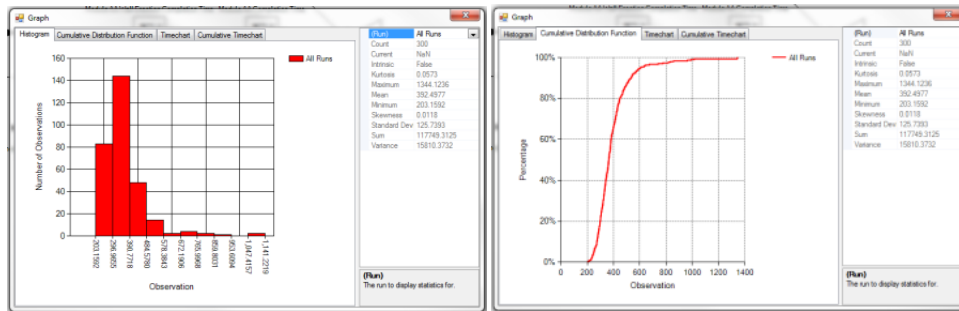 Graph
Histogram Cumulative Distribution Function Timechart Cumulative Timechart
160
140
120
100
80
60
40
20
0
Number of Observations
203.1592
296.9655
390.7718
484.5780
578.3843
672.1906
765.9968
859.8031
953.6094
1,047.4157
1,141.2219
Observation
All Runs
(Run) All Runs
Count 300
Current NaN
Intrinsic False
Kurtosis 0.0573
Maximum 1344.1236
Mean 392.4977
Minimum 203.1592
Skewness 0.0118
Standard Dev 125.7393
Sum 117749.3125
Variance 15810.3732
(Run)
The run to display statistics for.
Graph
Histogram Cumulative Distribution Function Timechart Cumulative Timechart
100%
80%
60%
40%
20%
0%
Percentage
0 200 400 600 800 1000 1200 1400
Observation
All Runs
(Run) All Runs
Count 300
Current NaN
Intrinsic False
Kurtosis 0.0573
Maximum 1344.1236
Mean 392.4977
Minimum 203.1592
Skewness 0.0118
Standard Dev 125.7393
Sum 117749.3125
Variance 15810.3732
(Run)
The run to display statistics for.